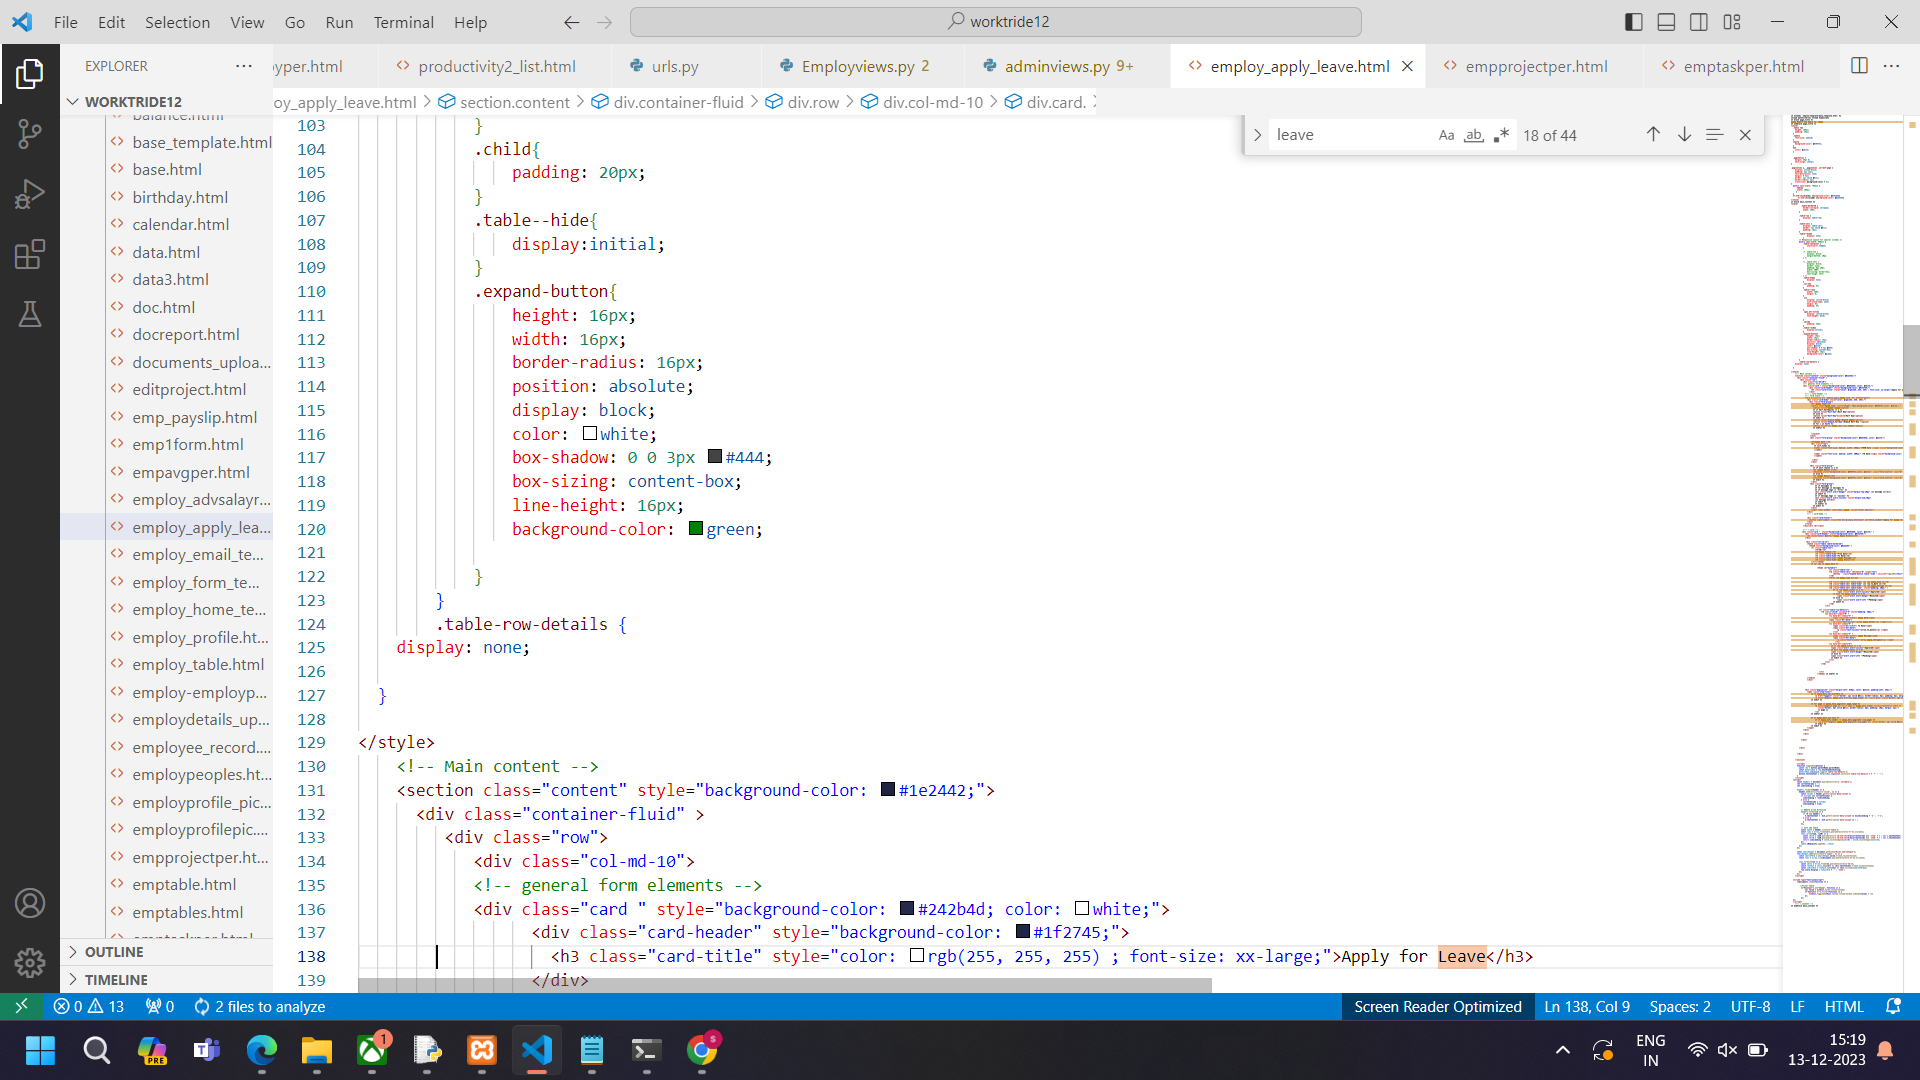 File Edit Selection View Go Run Terminal Help
worktride12
EXPLORER
yper.html
productivity2_list.html
urls.py
Employviews.py 2
adminviews.py 9+
employ_apply_leave.html
empprojectper.html
emptaskper.html
WORKTRIDE12
oy_apply_leave.html > section.content > div.container-fluid > div.row > div.col-md-10 > div.card. >
leave
Aa ab
18 of 44
balance.html
base_template.html
base.html
birthday.html
calendar.html
data.html
data3.html
doc.html
docreport.html
documents_uploa...
editproject.html
emp_payslip.html
emp1form.html
empavgper.html
employ_advsalayr...
employ_apply_lea...
employ_email_te...
employ_form_te...
employ_home_te...
employ_profile.ht...
employ_table.html
employ-employp...
employdetails_up...
employee_record....
employpeoples.ht...
employprofile_pic...
employprofilepic....
empprojectper.ht...
emptable.html
emptables.html
emptaskper.html
OUTLINE
TIMELINE
103 }
104 .child{
105 padding: 20px;
106 }
107 .table--hide{
108 display:initial;
109 }
110 .expand-button{
111 height: 16px;
112 width: 16px;
113 border-radius: 16px;
114 position: absolute;
115 display: block;
116 color: white;
117 box-shadow: 0 0 3px #444;
118 box-sizing: content-box;
119 line-height: 16px;
120 background-color: green;
121
122 }
123 }
124 .table-row-details {
125 display: none;
126
127 }
128
129 </style>
130 <!-- Main content -->
131 <section class="content" style="background-color: #1e2442;">
132 <div class="container-fluid" >
133 <div class="row">
134 <div class="col-md-10">
135 <!-- general form elements -->
136 <div class="card " style="background-color: #242b4d; color: white;">
137 <div class="card-header" style="background-color: #1f2745;">
138 <h3 class="card-title" style="color: rgb(255, 255, 255) ; font-size: xx-large;">Apply for Leave</h3>
139 </div>
0 13 0 2 files to analyze
Screen Reader Optimized Ln 138, Col 9 Spaces: 2 UTF-8 LF HTML
PRE
1
S
ENG
IN
15:19
13-12-2023